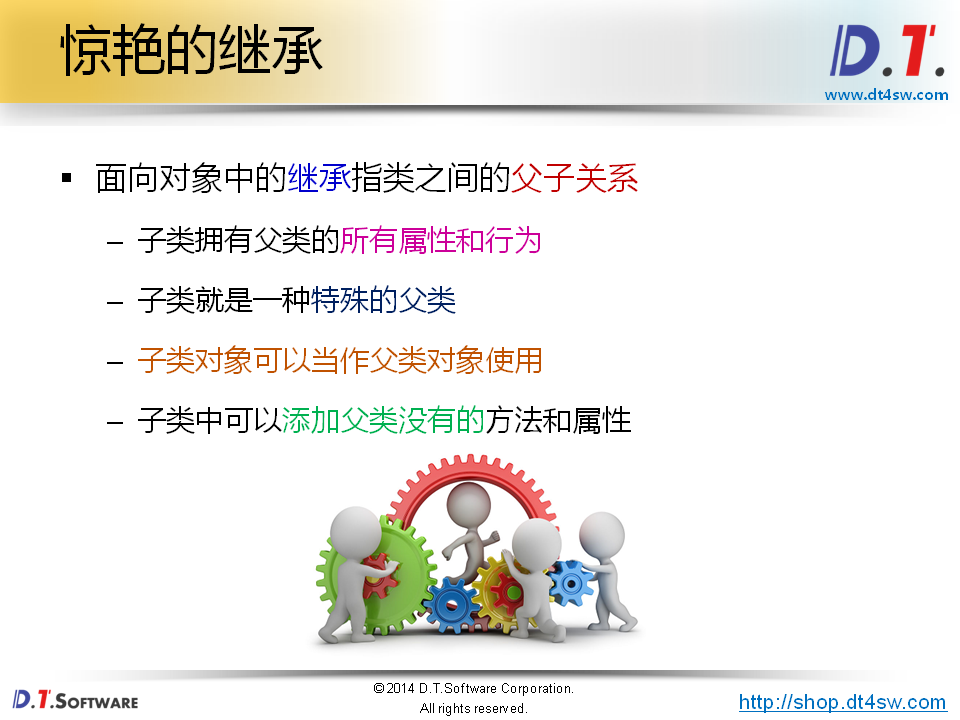 惊艳的继承
D.T.
www.dt4sw.com
▪ 面向对象中的继承指类之间的父子关系
– 子类拥有父类的所有属性和行为
– 子类就是一种特殊的父类
– 子类对象可以当作父类对象使用
– 子类中可以添加父类没有的方法和属性
D.T.SOFTWARE
©2014 D.T.Software Corporation.
All rights reserved.
http://shop.dt4sw.com